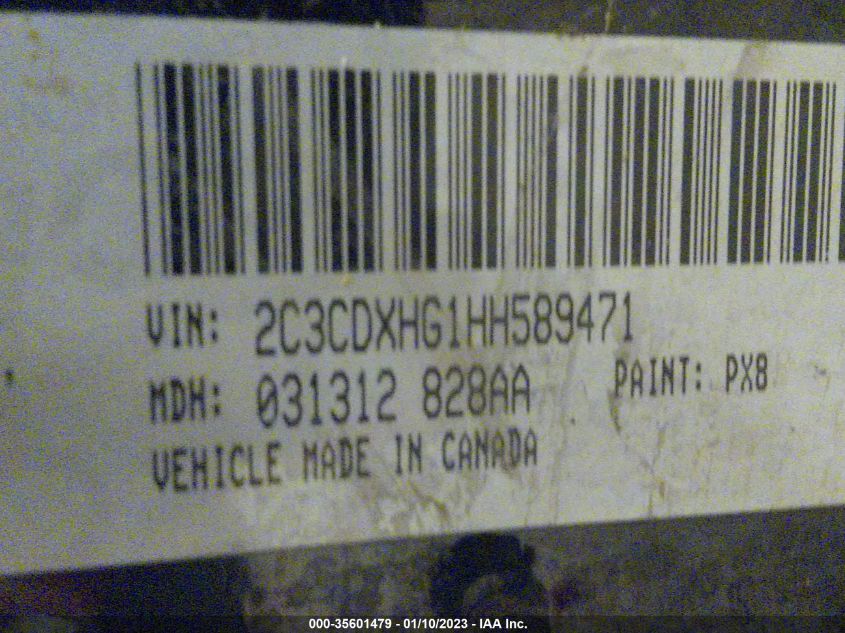 VIN: 2C3CDXHG1HH589471
MDH: 031312 828AA PAINT: PX8
VEHICLE MADE IN CANADA
000-35601479 - 01/10/2023 - IAA Inc.